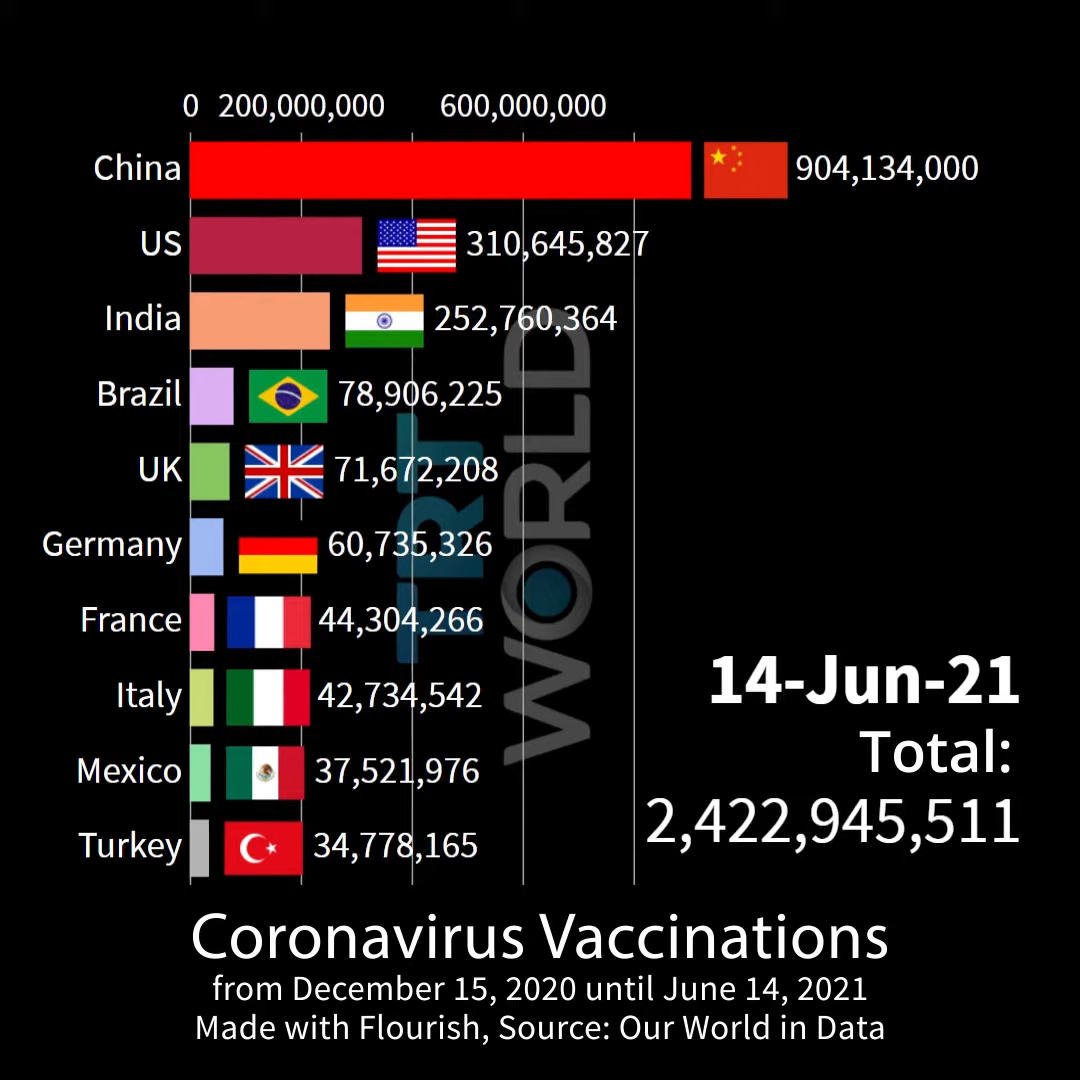 0 200,000,000 600,000,000
China 904,134,000
US 310,645,827
India 252,760,364
Brazil 78,906,225
UK 71,672,208
Germany 60,735,326
France 44,304,266
Italy 42,734,542
Mexico 37,521,976
Turkey 34,778,165
TRT
WORLD
14-Jun-21
Total:
2,422,945,511
Coronavirus Vaccinations
from December 15, 2020 until June 14, 2021
Made with Flourish, Source: Our World in Data